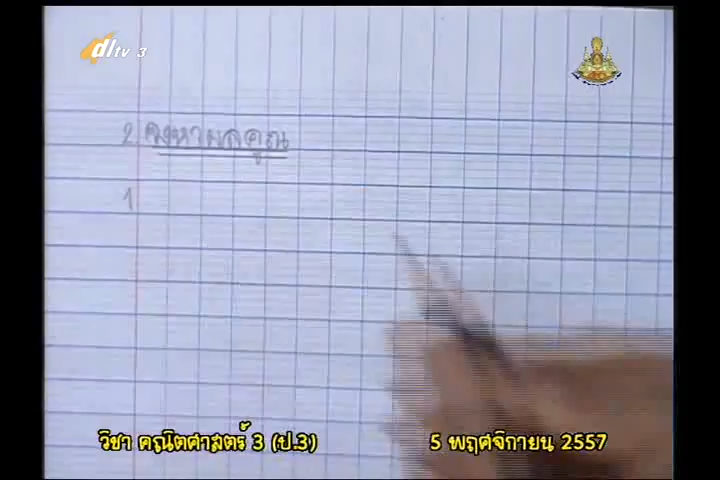 dltv 3
2. จงหาผลคูณ
1
วิชา คณิตศาสตร์ 3 (ป.3)
5 พฤศจิกายน 2557